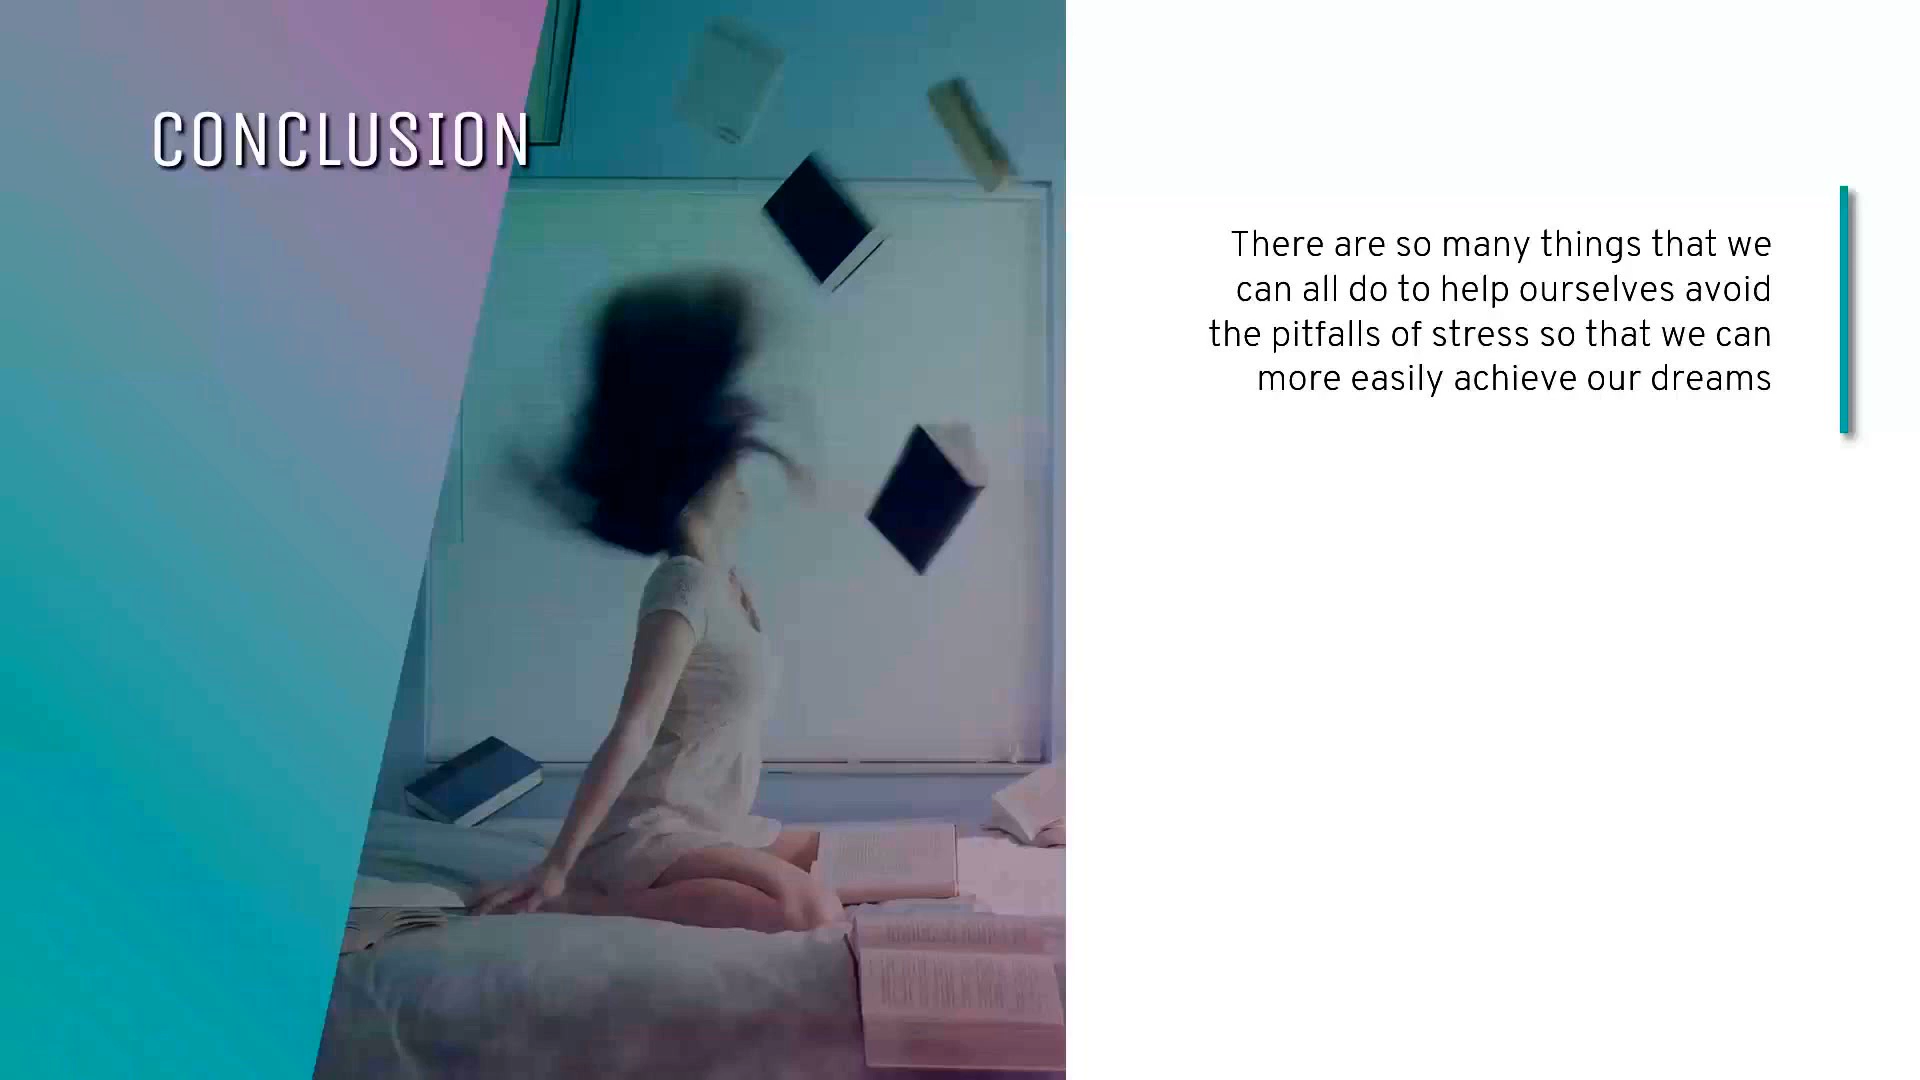 CONCLUSION
There are so many things that we
can all do to help ourselves avoid
the pitfalls of stress so that we can
more easily achieve our dreams